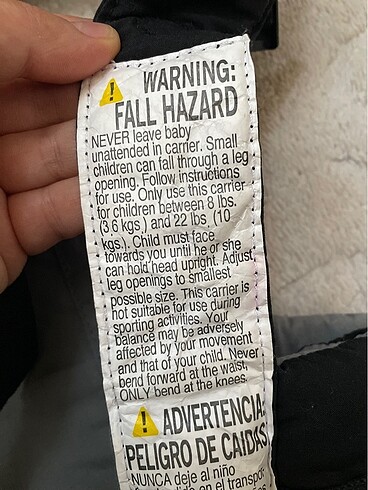 WARNING:
FALL HAZARD
NEVER leave baby
unattended in carrier. Small
children can fall through a leg
opening. Follow instructions
for use. Only use this carrier
for children between 8 lbs.
(3.6 kgs.) and 22 lbs. (10
kgs.). Child must face
towards you until he or she
can hold head upright. Adjust
leg openings to smallest
possible size. This carrier is
not suitable for use during
sporting activities. Your
balance may be adversely
affected by your movement
and that of your child. Never
bend forward at the waist,
ONLY bend at the knees.
ADVERTENCIA:
PELIGRO DE CAIDAS
NUNCA deje al niño
en el